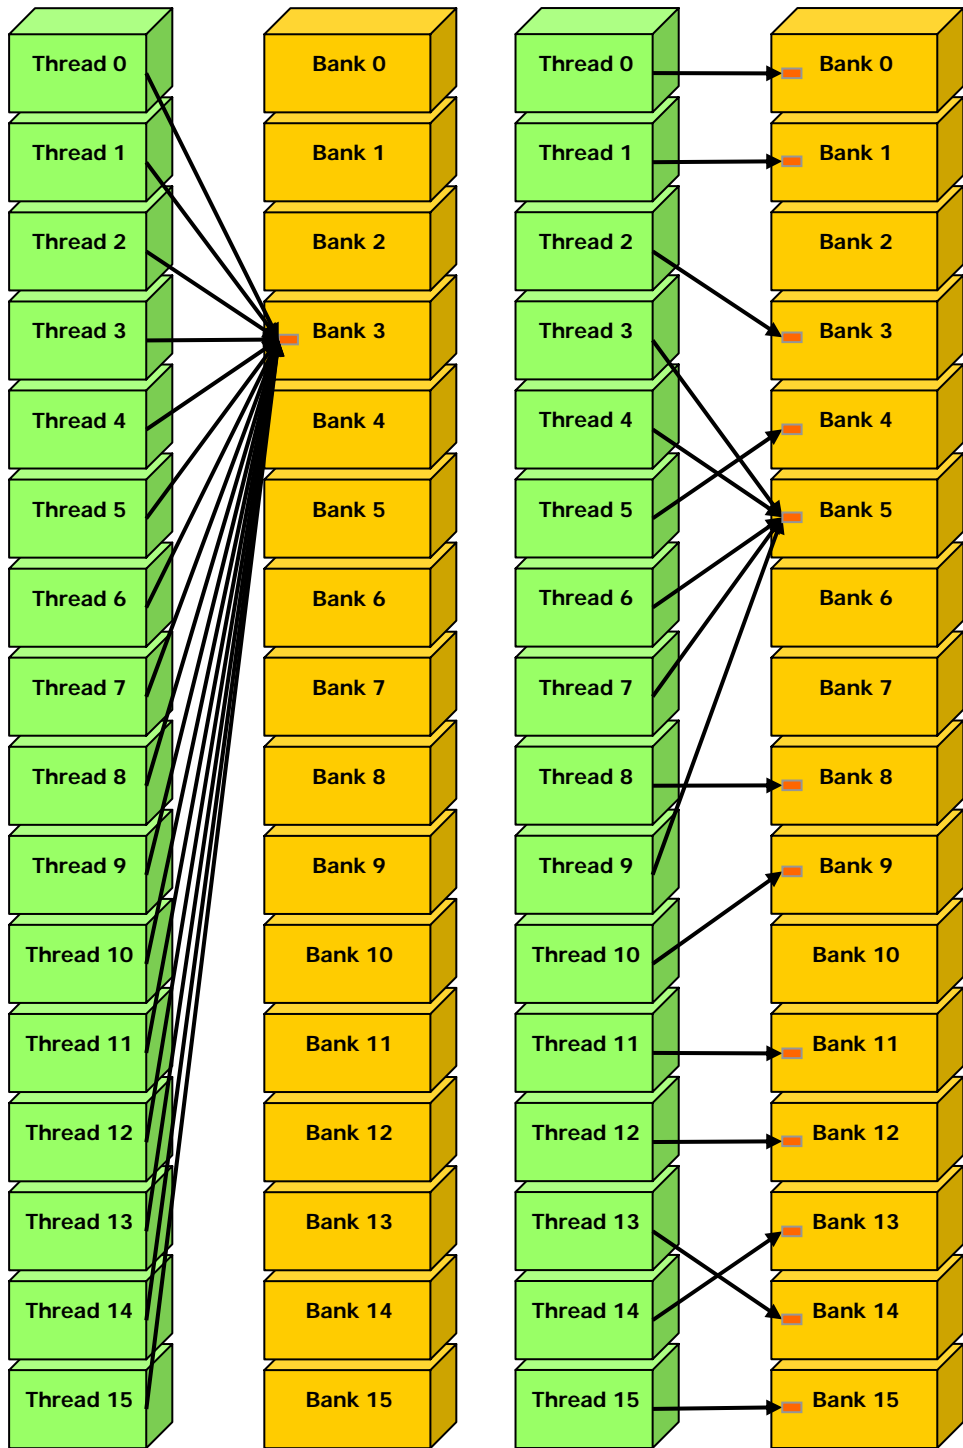 Thread 0 Bank 0 Thread 0 Bank 0
Thread 1 Bank 1 Thread 1 Bank 1
Thread 2 Bank 2 Thread 2 Bank 2
Thread 3 Bank 3 Thread 3 Bank 3
Thread 4 Bank 4 Thread 4 Bank 4
Thread 5 Bank 5 Thread 5 Bank 5
Thread 6 Bank 6 Thread 6 Bank 6
Thread 7 Bank 7 Thread 7 Bank 7
Thread 8 Bank 8 Thread 8 Bank 8
Thread 9 Bank 9 Thread 9 Bank 9
Thread 10 Bank 10 Thread 10 Bank 10
Thread 11 Bank 11 Thread 11 Bank 11
Thread 12 Bank 12 Thread 12 Bank 12
Thread 13 Bank 13 Thread 13 Bank 13
Thread 14 Bank 14 Thread 14 Bank 14
Thread 15 Bank 15 Thread 15 Bank 15